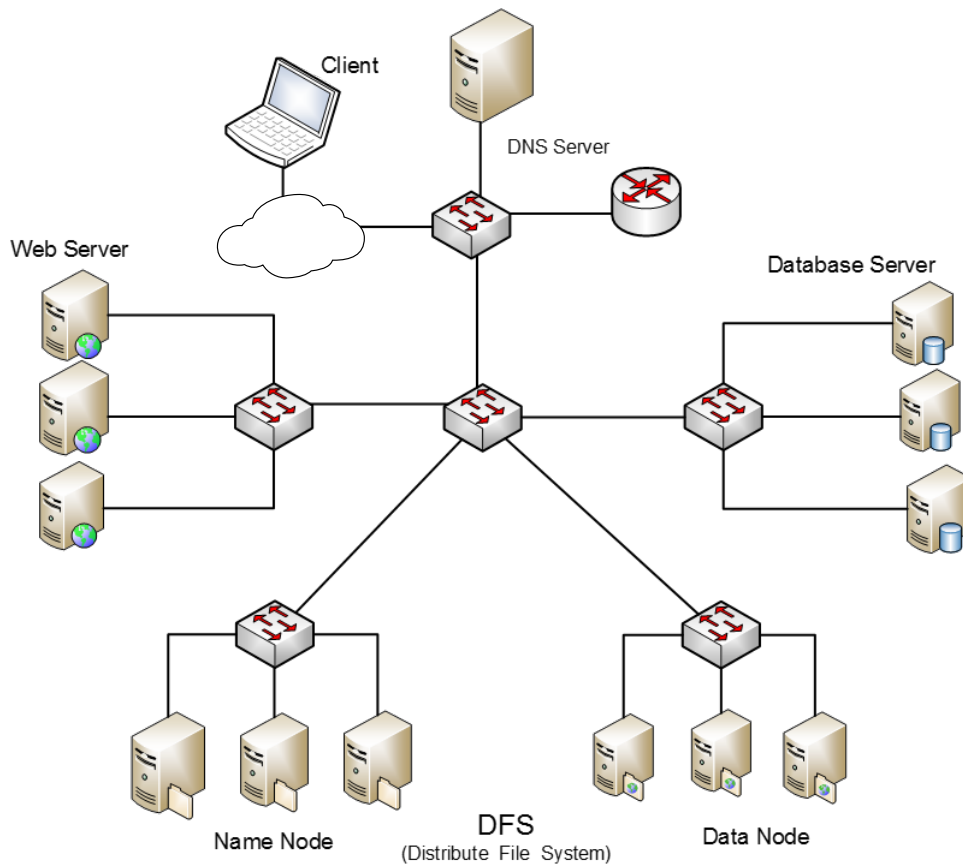 Client
DNS Server
Web Server
Database Server
Name Node
DFS
(Distribute File System)
Data Node